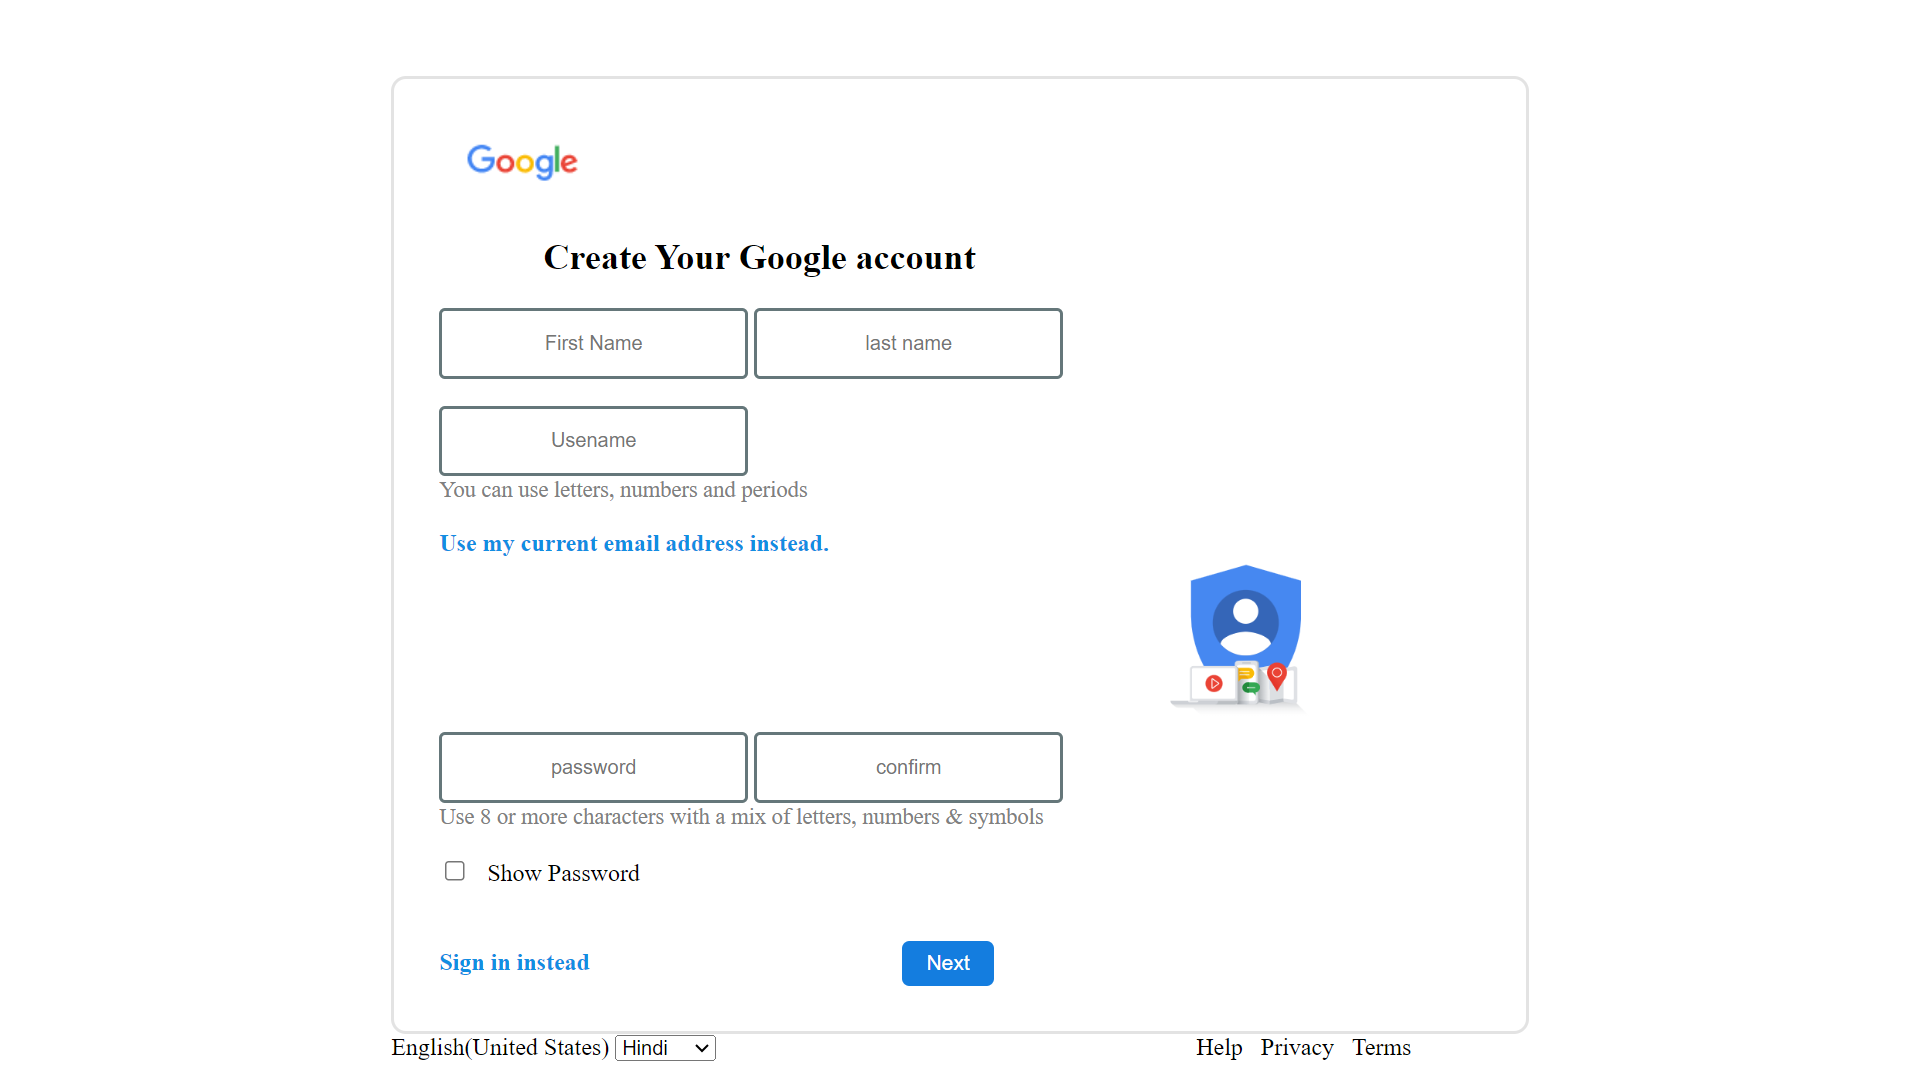 Google
Create Your Google account
First Name last name
Usename
You can use letters, numbers and periods
Use my current email address instead.
password confirm
Use 8 or more characters with a mix of letters, numbers & symbols
Show Password
Sign in instead Next
English(United States) Hindi Help Privacy Terms